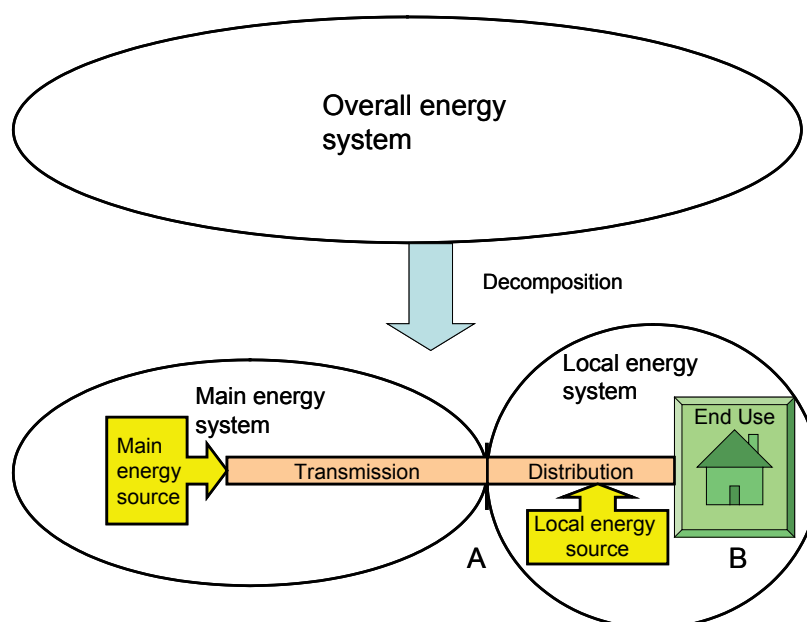 Overall energy
system
Decomposition
Main energy
system
Main
energy
source
Transmission
Local energy
system
End Use
Distribution
Local energy
source
A
B